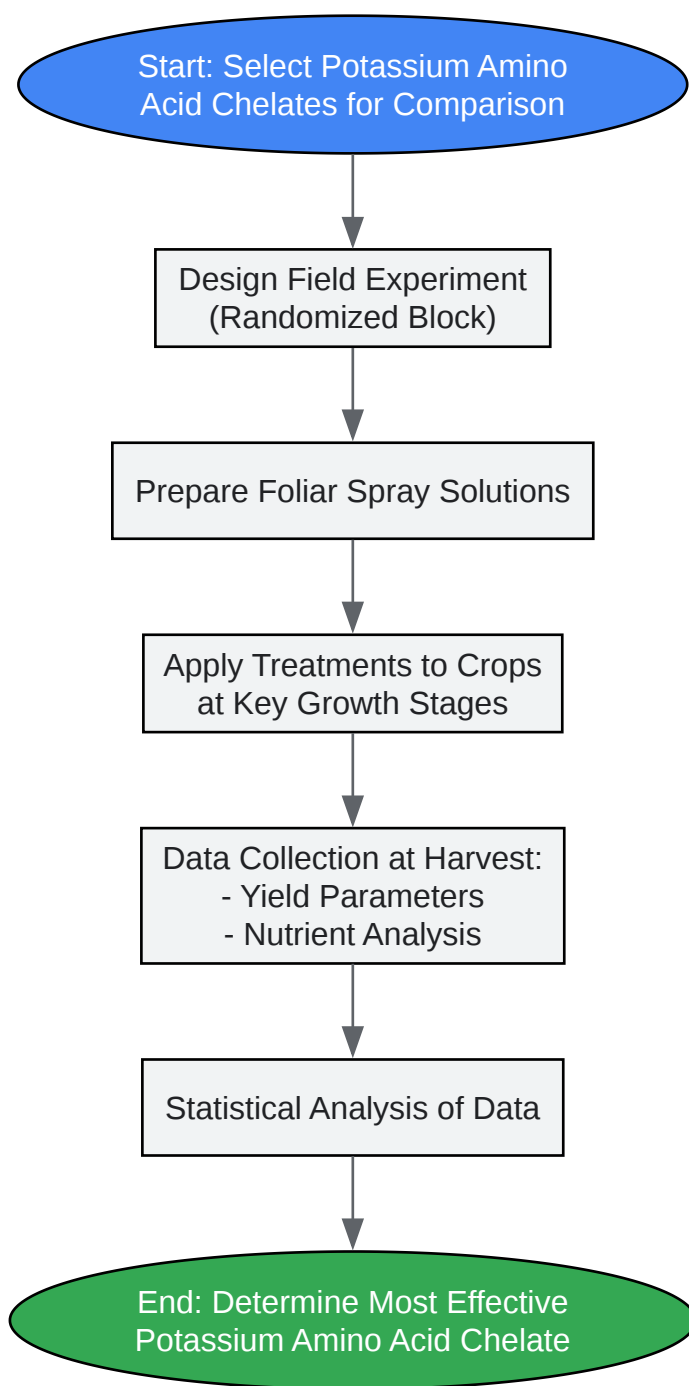 Start: Select Potassium Amino
Acid Chelates for Comparison
Design Field Experiment
(Randomized Block)
Prepare Foliar Spray Solutions
Apply Treatments to Crops
at Key Growth Stages
Data Collection at Harvest:
- Yield Parameters
- Nutrient Analysis
Statistical Analysis of Data
End: Determine Most Effective
Potassium Amino Acid Chelate